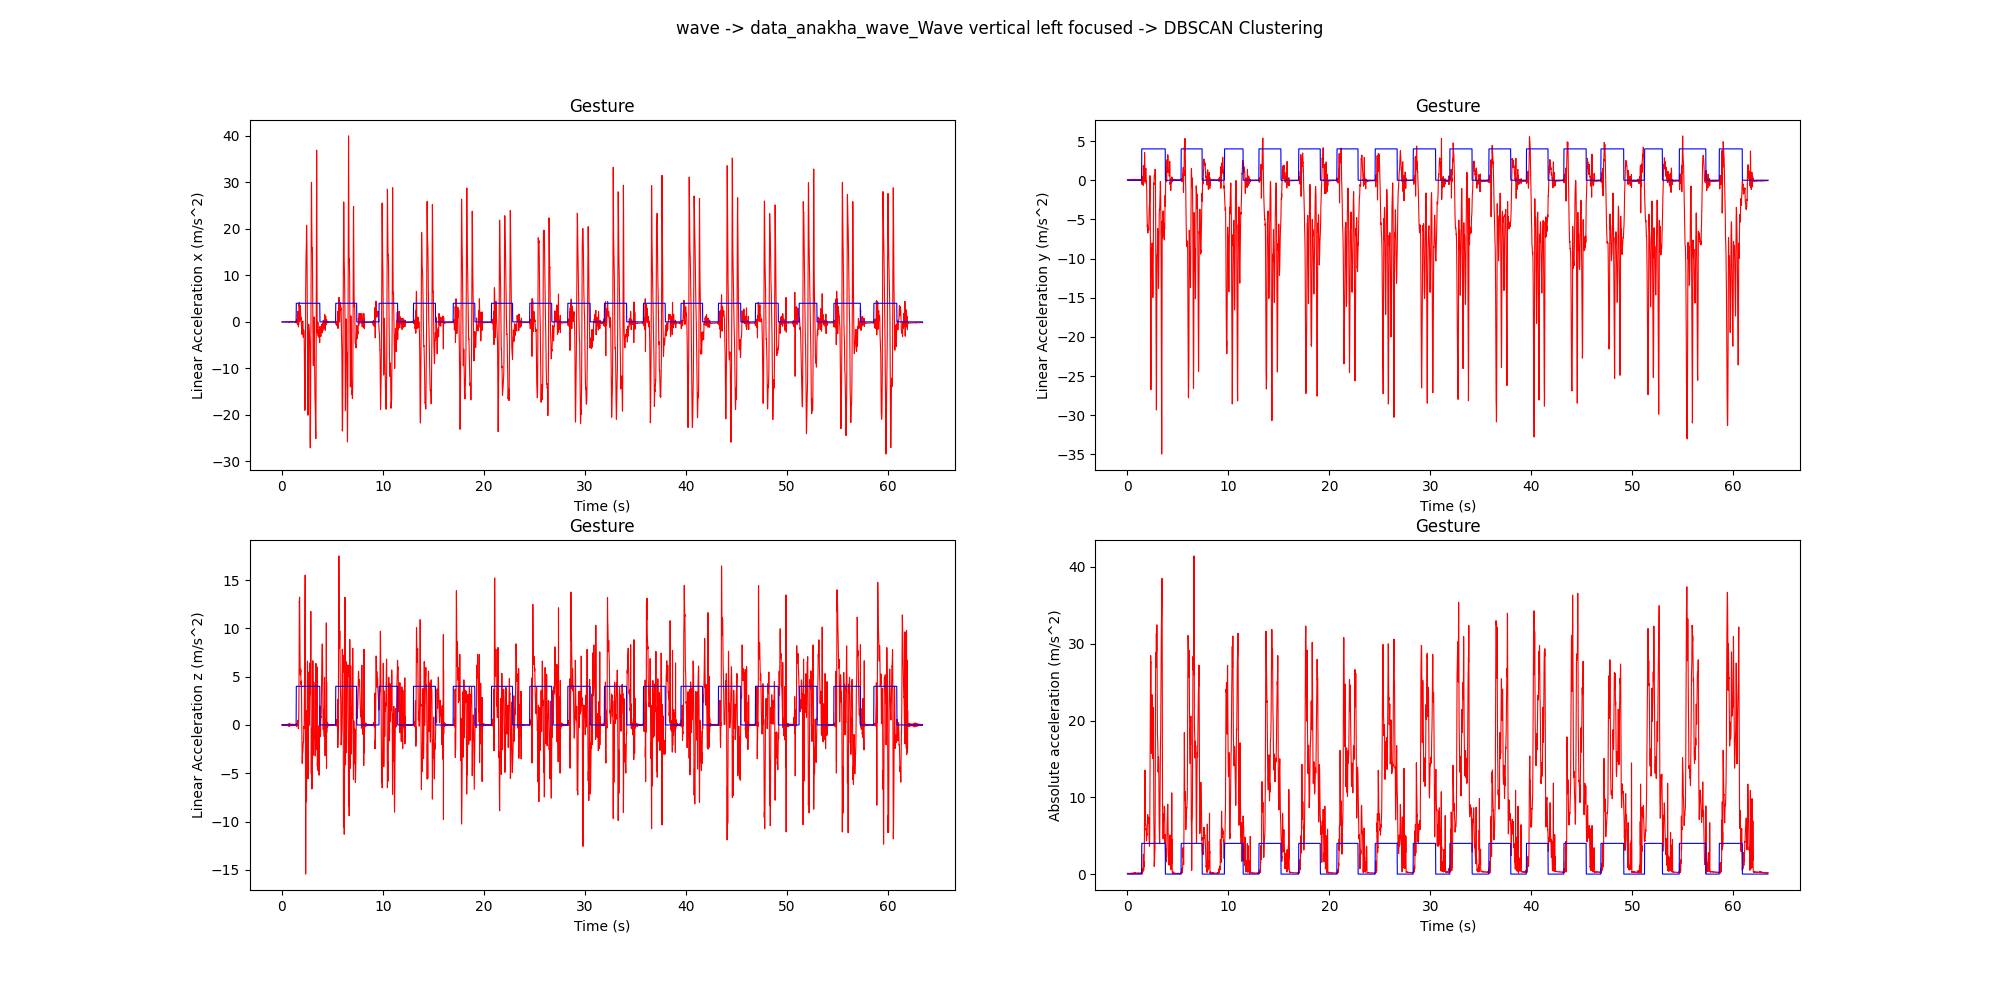 wave -> data_anakha_wave_Wave vertical left focused -> DBSCAN Clustering
Gesture
Linear Acceleration x (m/s^2)
40
30
20
10
0
−10
−20
−30
0 10 20 30 40 50 60
Time (s)
Gesture
Linear Acceleration y (m/s^2)
5
0
−5
−10
−15
−20
−25
−30
−35
0 10 20 30 40 50 60
Time (s)
Gesture
Linear Acceleration z (m/s^2)
15
10
5
0
−5
−10
−15
0 10 20 30 40 50 60
Time (s)
Gesture
Absolute acceleration (m/s^2)
40
30
20
10
0
0 10 20 30 40 50 60
Time (s)